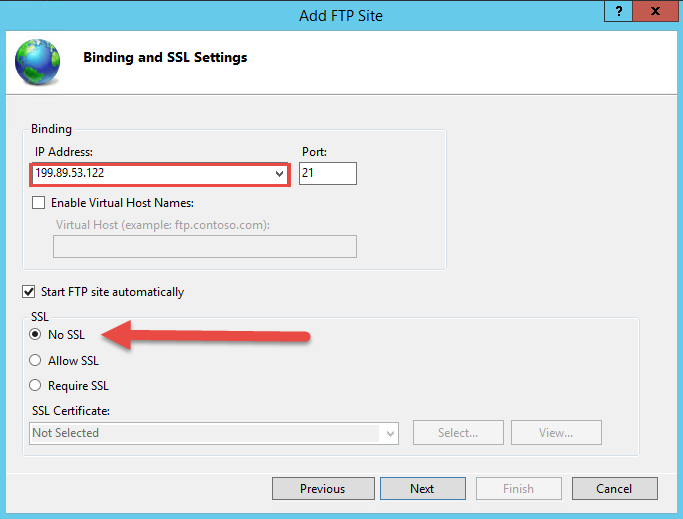 Add FTP Site
?
x
Binding and SSL Settings
Binding
IP Address:
Port:
199.89.53.122
21
Enable Virtual Host Names:
Virtual Host (example: ftp.contoso.com):
Start FTP site automatically
SSL
No SSL
Allow SSL
Require SSL
SSL Certificate:
Not Selected
Select...
View...
Previous
Next
Finish
Cancel